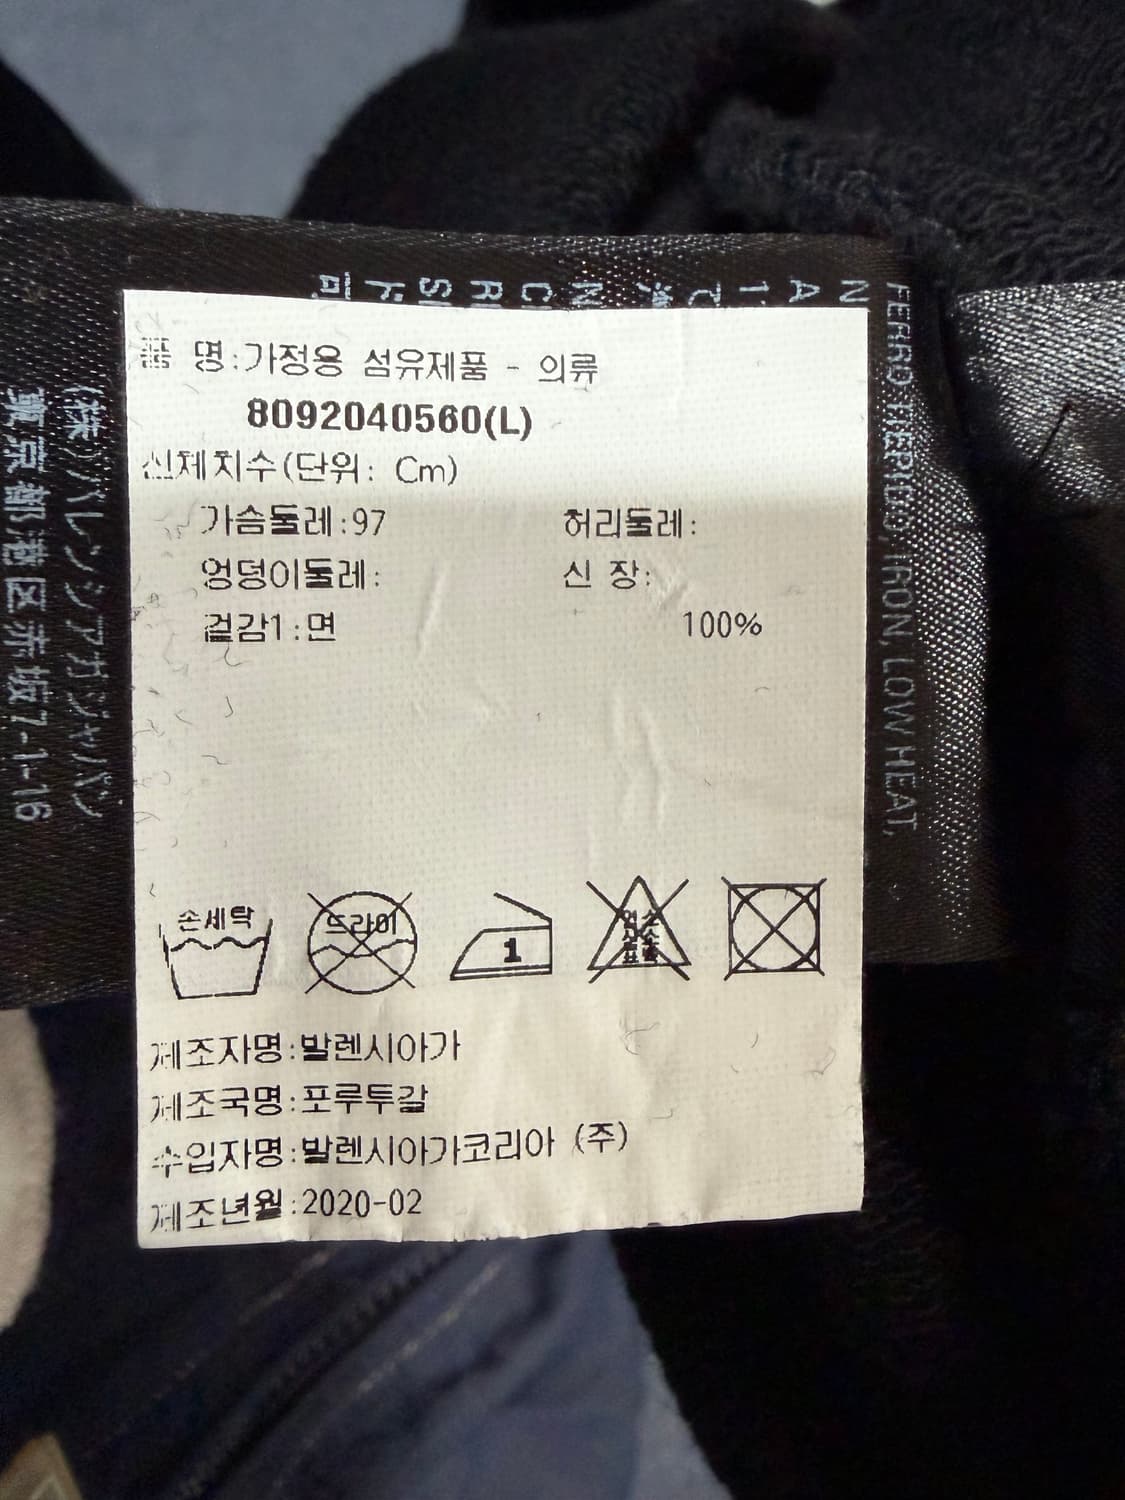 품 명:가정용 섬유제품 - 의류
8092040560(L)
신체치수(단위: Cm)
가슴둘레:97 허리둘레:
엉덩이둘레: 신 장:
겉감1:면 100%
손세탁 드라이 1
제조자명:발렌시아가
제조국명:포루투갈
수입자명:발렌시아가코리아 (주)
제조년월:2020-02
(株)バレンシアガジャパン
東京都港区赤坂7-1-16
FERRO TIEPIDO, IRON, LOW HEAT,